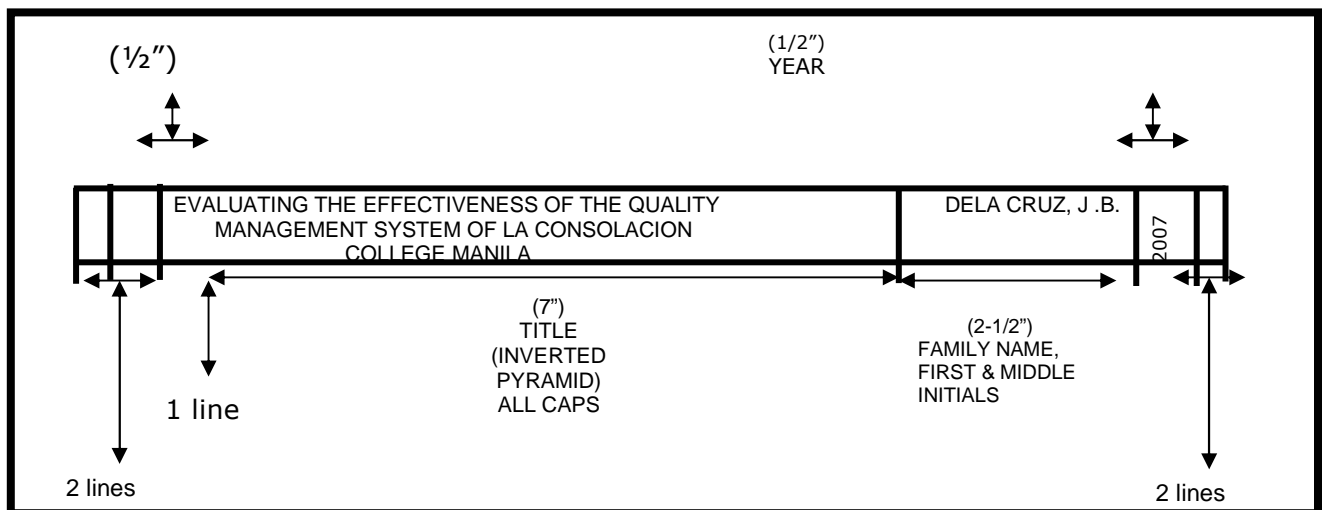 (½”)
(1/2”)
YEAR
EVALUATING THE EFFECTIVENESS OF THE QUALITY
MANAGEMENT SYSTEM OF LA CONSOLACION
COLLEGE MANILA
DELA CRUZ, J .B.
2007
(7”)
TITLE
(INVERTED
PYRAMID)
ALL CAPS
(2-1/2”)
FAMILY NAME,
FIRST & MIDDLE
INITIALS
1 line
2 lines
2 lines